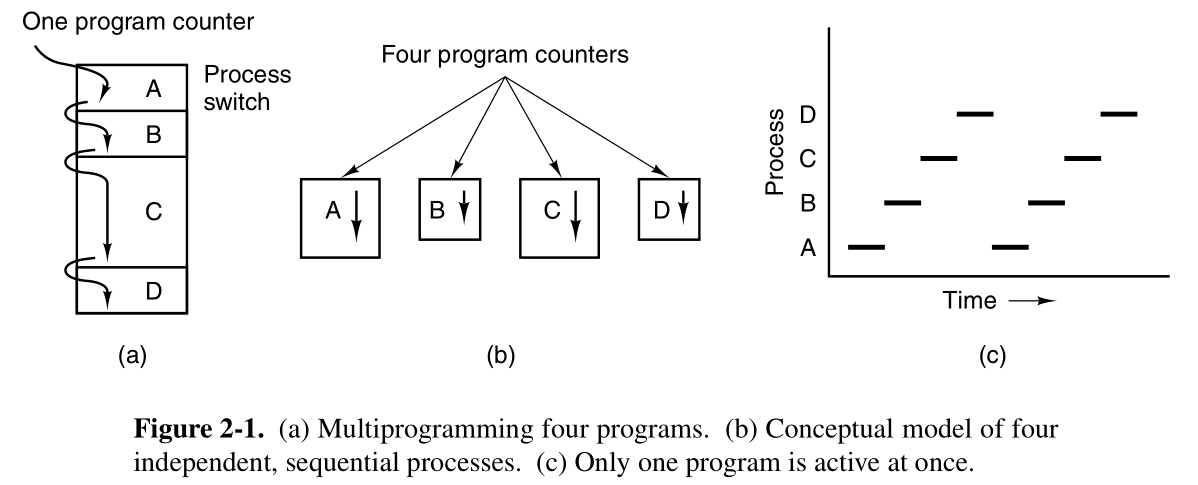 One program counter
Process
switch
A
B
C
D
(a)
Four program counters
A
B
C
D
(b)
Process
D
C
B
A
Time
(c)
Figure 2-1. (a) Multiprogramming four programs. (b) Conceptual model of four
independent, sequential processes. (c) Only one program is active at once.